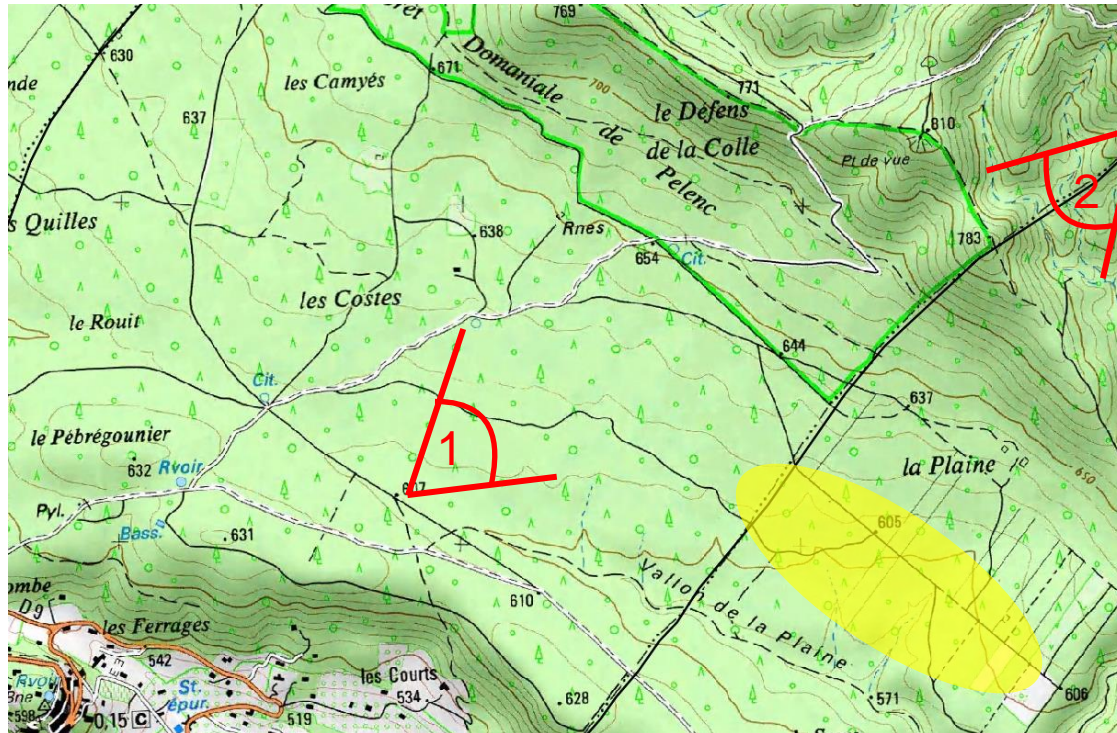 769
630
671
les Camyés
Domaniale
de
Pelenc
700
771
le Défens
de la Colle
810
Pt de vue
2
637
s Quilles
638
Rnes
654
Cit.
783
les Costes
le Rouit
644
Cit.
637
1
le Pébrégounier
632
Rvoir
607
la Plaine
650
605
Pyl.
Bass.
631
610
Vallon de la Plaine
ombe
D 9
les Ferrages
542
les Courts
534
St
épur.
519
0,15 C
598
628
571
606